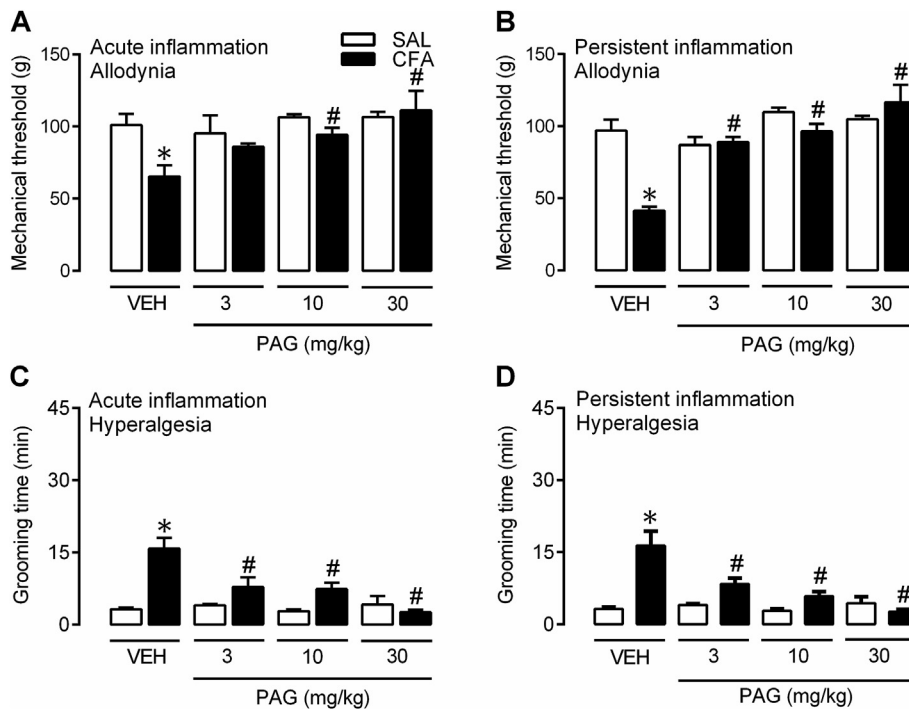 A
Acute inflammation
Allodynia
SAL
CFA
Mechanical threshold (g)
150
100
50
0
*
#
#
VEH
3
10
30
PAG (mg/kg)
B
Persistent inflammation
Allodynia
Mechanical threshold (g)
150
100
50
0
*
#
#
#
VEH
3
10
30
PAG (mg/kg)
C
Acute inflammation
Hyperalgesia
Grooming time (min)
45
30
15
0
*
#
#
#
VEH
3
10
30
PAG (mg/kg)
D
Persistent inflammation
Hyperalgesia
Grooming time (min)
45
30
15
0
*
#
#
#
VEH
3
10
30
PAG (mg/kg)